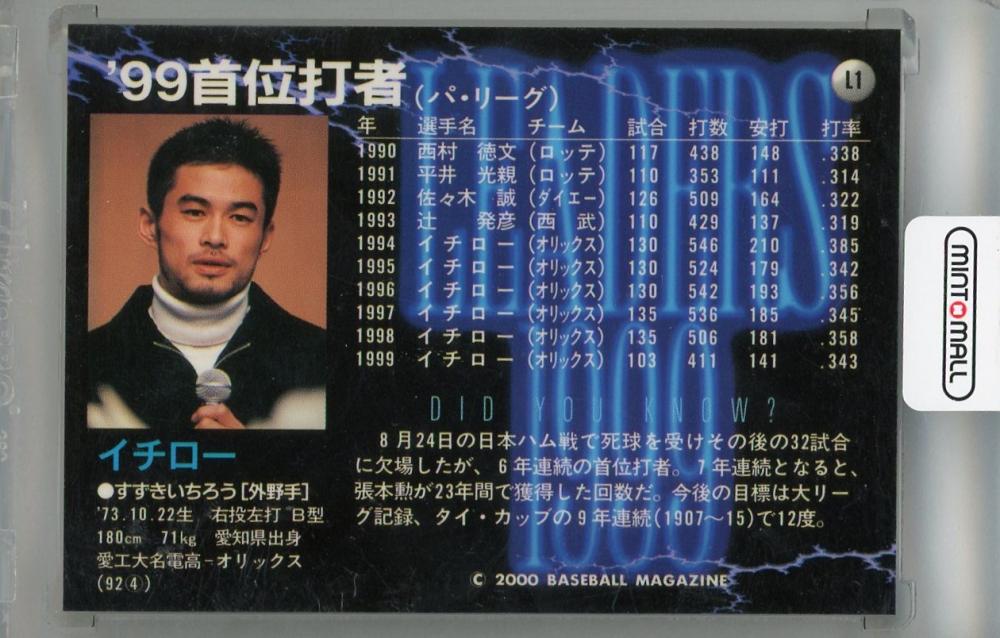 '99首位打者(パ・リーグ)
L1
LEADERS
1999
年 選手名 チーム 試合 打数 安打 打率
1990 西村 徳文 (ロッテ) 117 438 148 .338
1991 平井 光親 (ロッテ) 110 353 111 .314
1992 佐々木 誠 (ダイエー) 126 509 164 .322
1993 辻 発彦 (西 武) 110 429 137 .319
1994 イチロー (オリックス) 130 546 210 .385
1995 イチロー (オリックス) 130 524 179 .342
1996 イチロー (オリックス) 130 542 193 .356
1997 イチロー (オリックス) 135 536 185 .345
1998 イチロー (オリックス) 135 506 181 .358
1999 イチロー (オリックス) 103 411 141 .343
イチロー
●すずきいちろう[外野手]
'73.10.22生 右投左打 B型
180cm 71kg 愛知県出身
愛工大名電高−オリックス
(92④)
DID YOU KNOW?
8月24日の日本ハム戦で死球を受けその後の32試合
に欠場したが、6年連続の首位打者。7年連続となると、
張本勲が23年間で獲得した回数だ。今後の目標は大リー
グ記録、タイ・カップの9年連続(1907〜15)で12度。
© 2000 BASEBALL MAGAZINE
MINT MALL